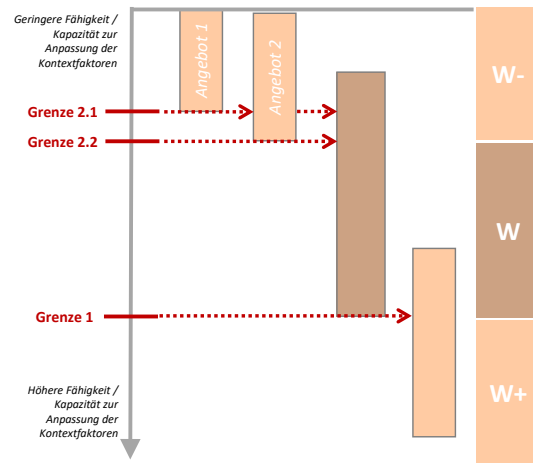 Geringere Fähigkeit /
Kapazität zur
Anpassung der
Kontextfaktoren
Angebot 1
Angebot 2
W-
Grenze 2.1
Grenze 2.2
W
Grenze 1
W+
Höhere Fähigkeit /
Kapazität zur
Anpassung der
Kontextfaktoren